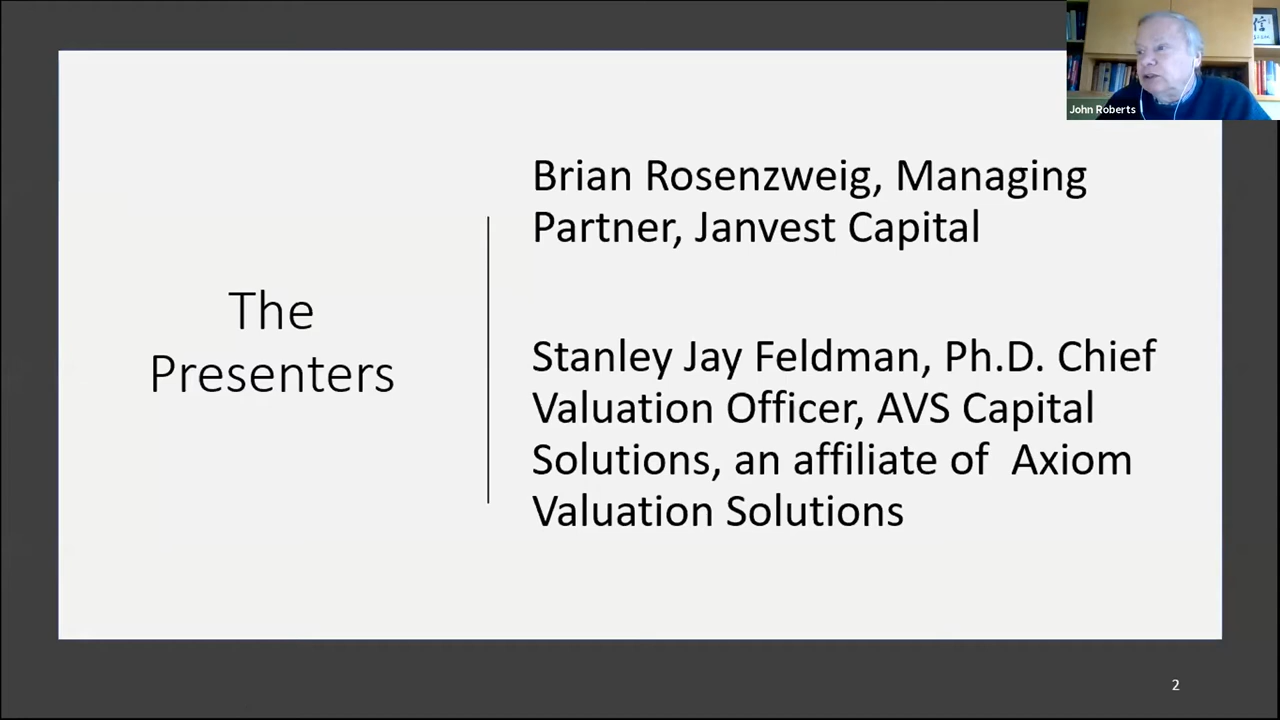 John Roberts
The
Presenters
Brian Rosenzweig, Managing
Partner, Janvest Capital
Stanley Jay Feldman, Ph.D. Chief
Valuation Officer, AVS Capital
Solutions, an affiliate of  Axiom
Valuation Solutions
2
信